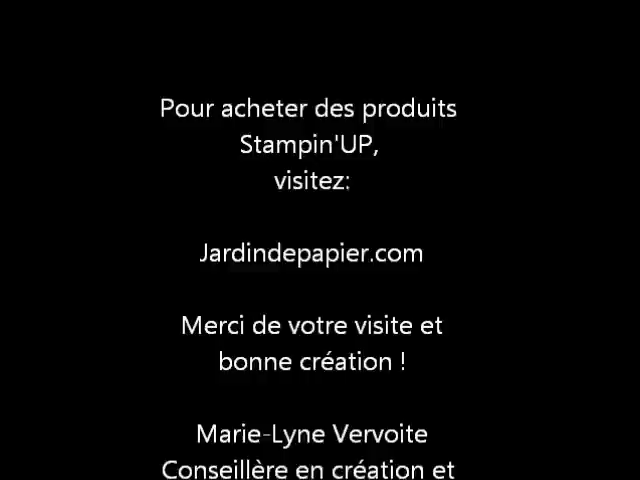 Pour acheter des produits
Stampin'UP,
visitez:
Jardindepapier.com
Merci de votre visite et
bonne création !
Marie-Lyne Vervoite
Conseillère en création et